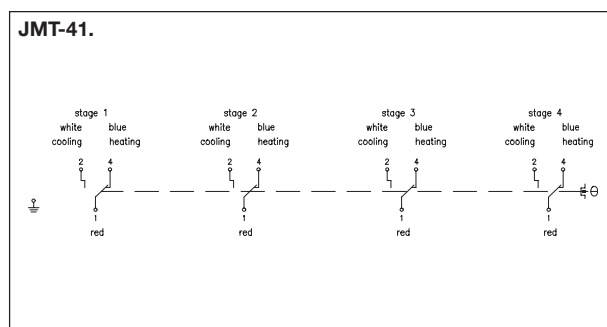 JMT-41.
stage 1 stage 2 stage 3 stage 4
white blue white blue white blue white blue
cooling heating cooling heating cooling heating cooling heating
2 4 2 4 2 4 2 4
1 1 1 1
red red red red